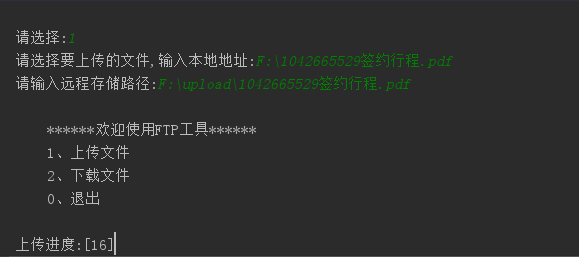 请选择:1
请选择要上传的文件,输入本地地址:F:\1042665529签约行程.pdf
请输入远程存储路径:F:\upload\1042665529签约行程.pdf
******欢迎使用FTP工具******
1、上传文件
2、下载文件
0、退出
上传进度:[16]